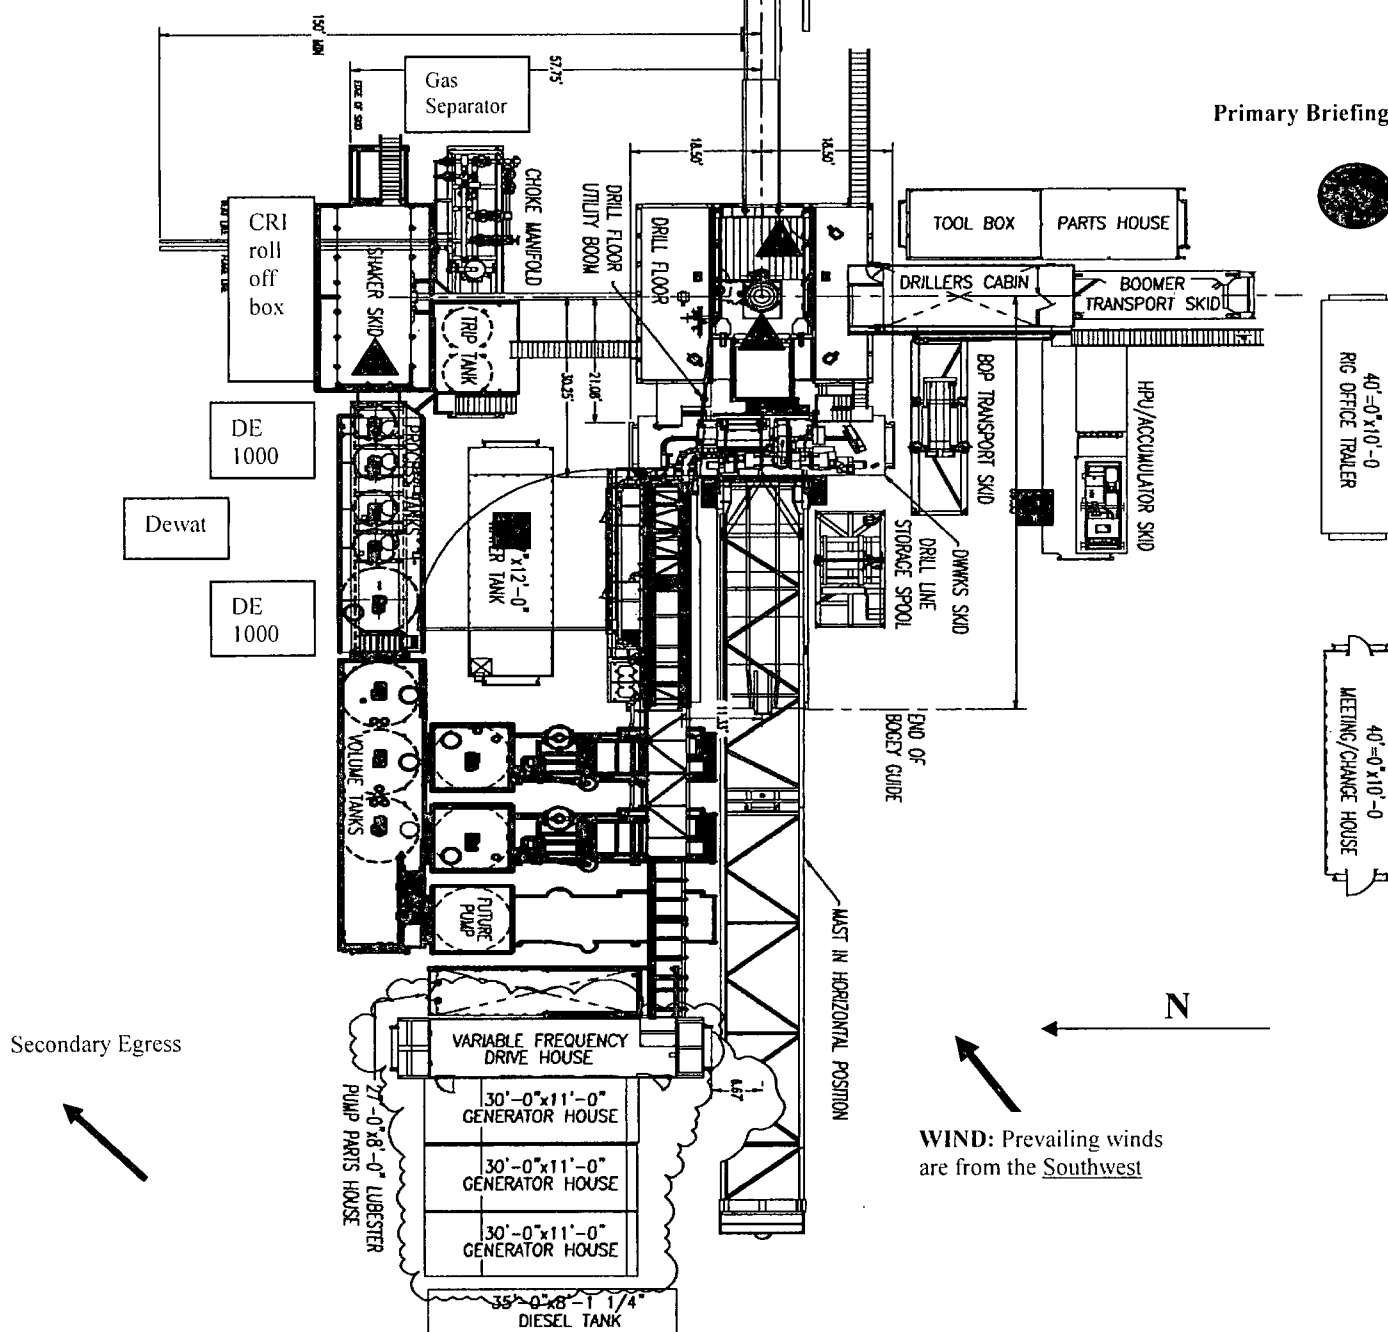 150' MIN
57.75'
EDGE OF SKID
Gas
Separator
Primary Briefing
18.50'
18.50'
CHOKE MANIFOLD
DRILL FLOOR
UTILITY BOOM
DRILL FLOOR
TOOL BOX
PARTS HOUSE
CRI
roll
off
box
SHAKER SKID
DRILLERS CABIN
BOOMER
TRANSPORT SKID
TRIP TANK
21.08'
30.25'
BOP TRANSPORT SKID
HPU/ACCUMULATOR SKID
40'=0"x10'-0
RIG OFFICE TRAILER
DE
1000
PROCESS TANKS
Dewat
x12'-0"
TANK
DRILL LINE
STORAGE SPOOL
DWWKS SKID
DE
1000
VOLUME TANKS
11.33'
END OF
BOGEY GUIDE
40'=0"x10'-0
MEETING/CHANGE HOUSE
FUTURE
PUMP
MAST IN HORIZONTAL POSITION
N
Secondary Egress
VARIABLE FREQUENCY
DRIVE HOUSE
6.67'
27'-0"x8'-0" LUBESTER
PUMP PARTS HOUSE
30'-0"x11'-0"
GENERATOR HOUSE
WIND: Prevailing winds
are from the Southwest
30'-0"x11'-0"
GENERATOR HOUSE
30'-0"x11'-0"
GENERATOR HOUSE
35'-0"x8'-1 1/4"
DIESEL TANK